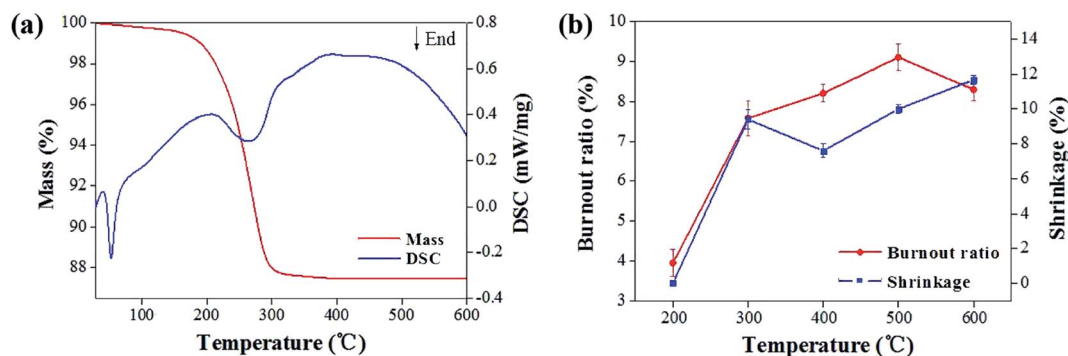 (a)
100
98
96
94
92
90
88
Mass (%)
0.8
0.6
0.4
0.2
0.0
-0.2
-0.4
DSC (mW/mg)
End
Mass
DSC
100 200 300 400 500 600
Temperature (℃)
(b)
10
9
8
7
6
5
4
3
Burnout ratio (%)
14
12
10
8
6
4
2
0
Shrinkage (%)
Burnout ratio
Shrinkage
200 300 400 500 600
Temperature (℃)